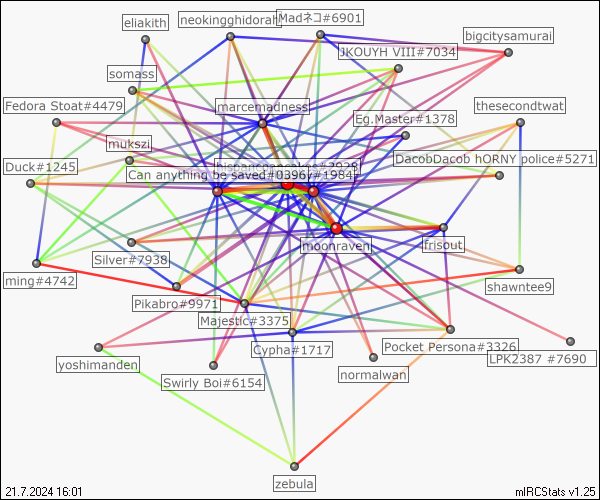 eliakith
neokingghidorah
Madネコ#6901
bigcitysamurai
JKOUYH VIII#7034
somass
Fedora Stoat#4479
marcemadness
thesecondtwat
Eg.Master#1378
mukszi
Duck#1245
DacobDacob hORNY police#5271
Can anything be saved#0396
1984
moonraven
frisout
Silver#7938
ming#4742
shawntee9
Pikabro#9971
Majestic#3375
Cypha#1717
Pocket Persona#3326
LPK2387 #7690
yoshimanden
Swirly Boi#6154
normalwan
zebula
21.7.2024 16:01
mIRCStats v1.25